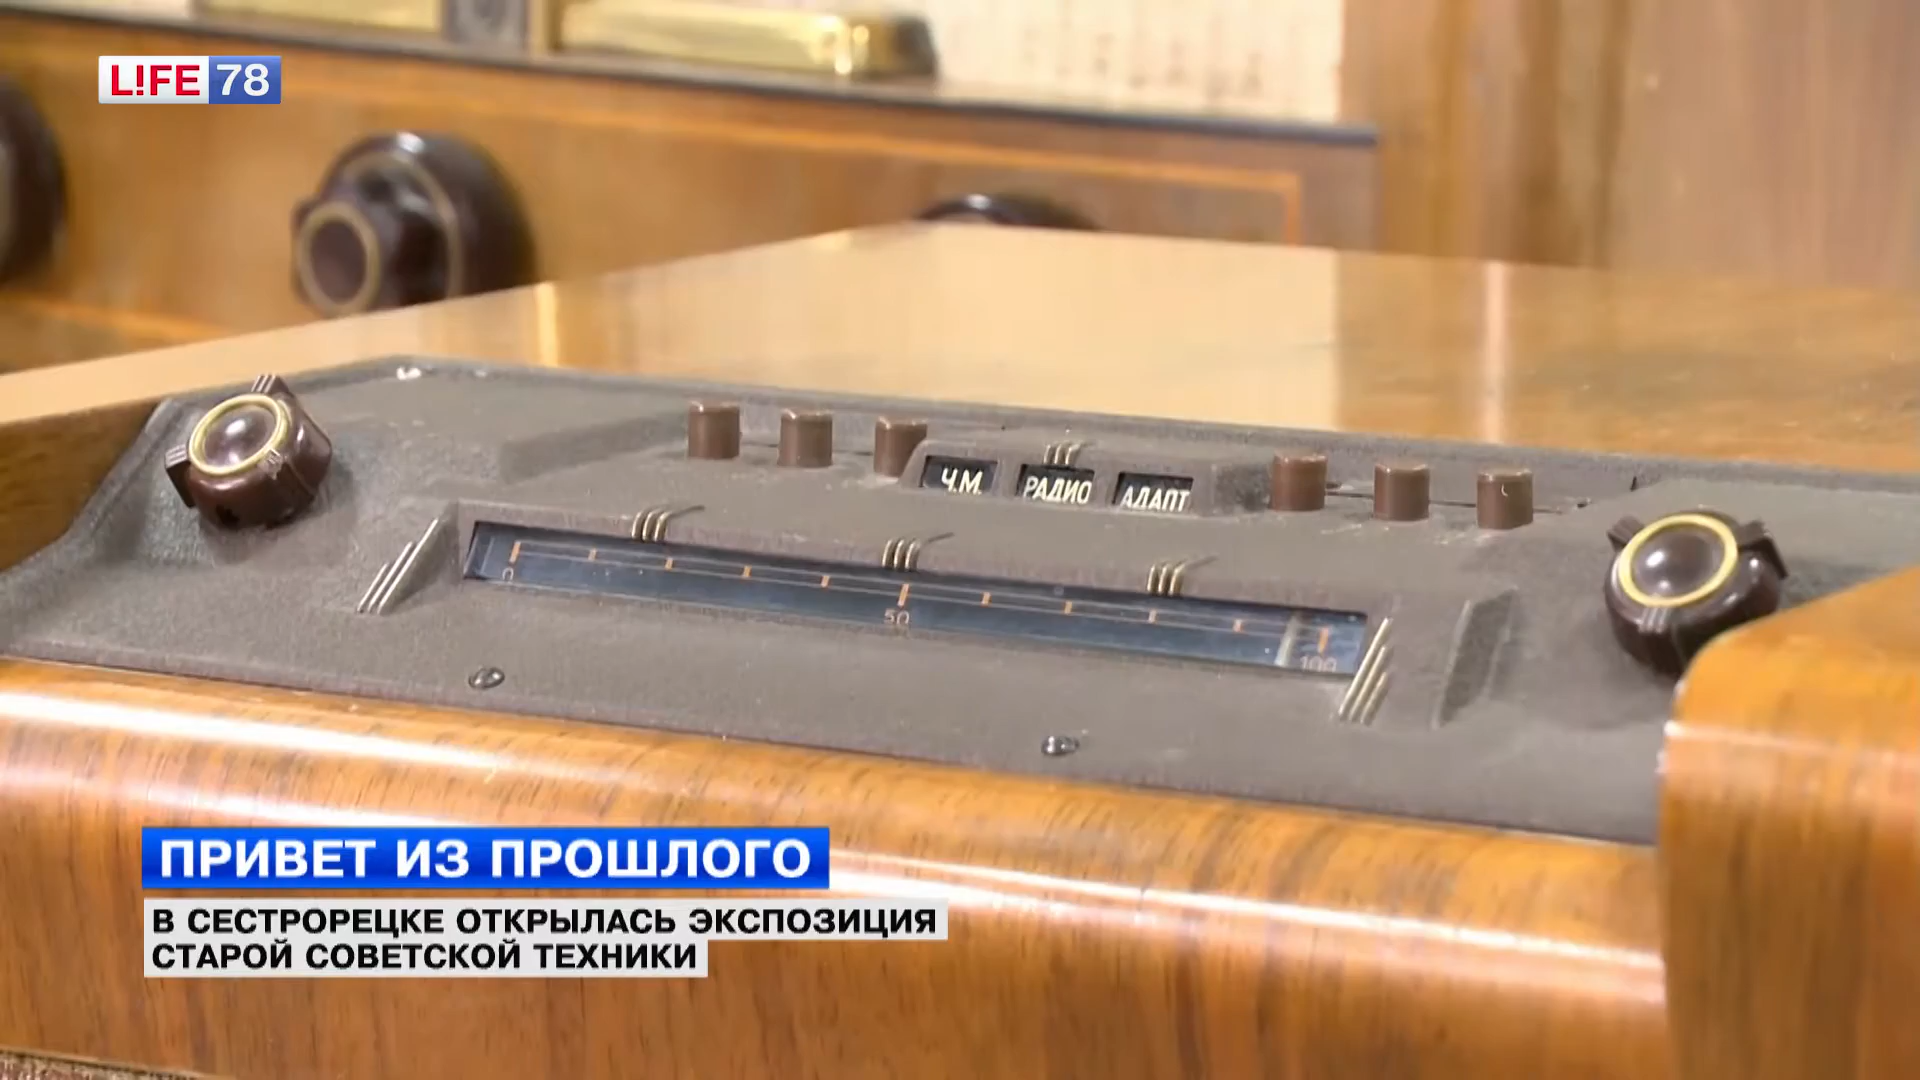 L!FE 78
Ч.М. РАДИО АДАПТ
0 50 100
ПРИВЕТ ИЗ ПРОШЛОГО
В СЕСТРОРЕЦКЕ ОТКРЫЛАСЬ ЭКСПОЗИЦИЯ
СТАРОЙ СОВЕТСКОЙ ТЕХНИКИ